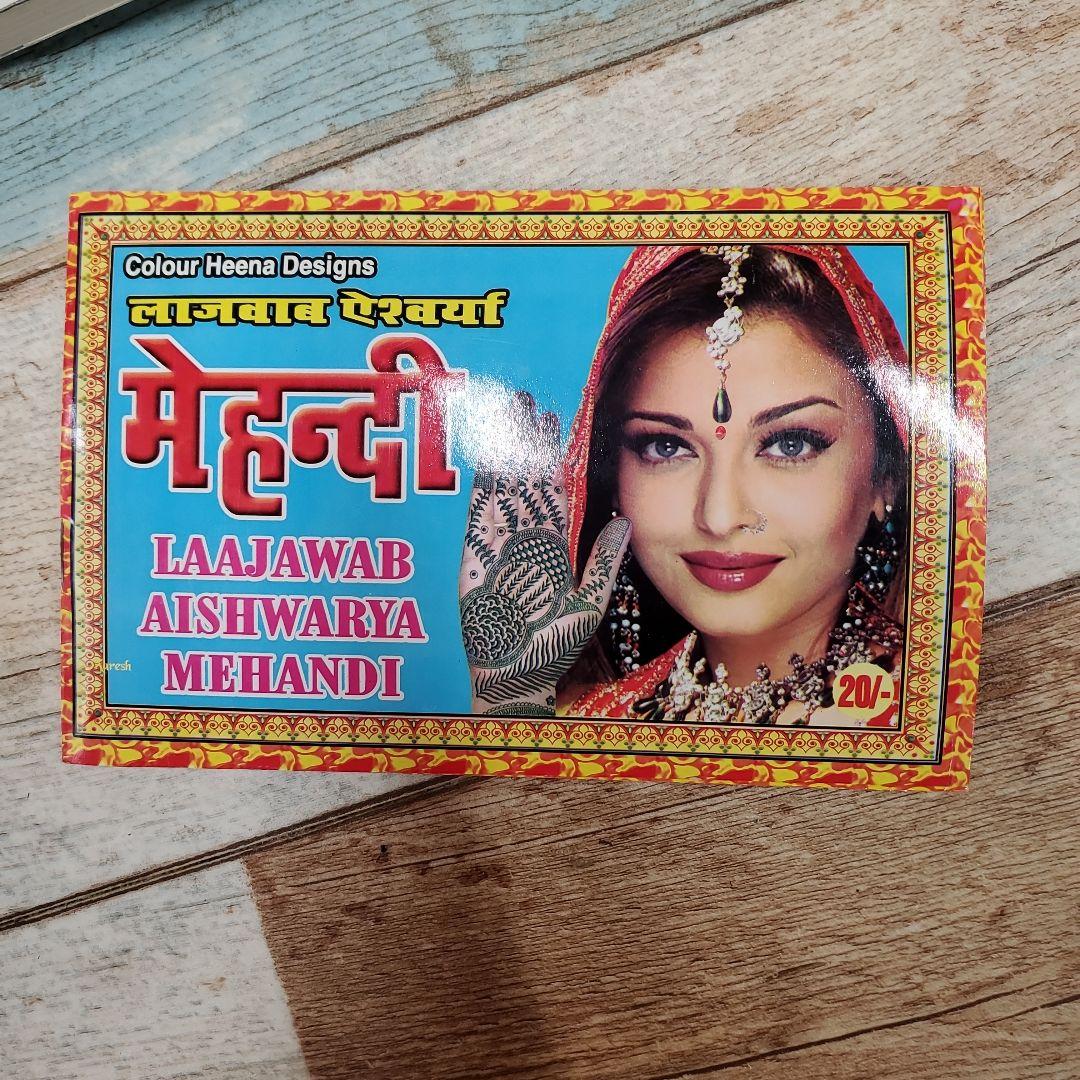 Colour Heena Designs
लाजवाब ऐश्वर्या
मेहन्दी
LAAJAWAB
AISHWARYA
MEHANDI
20/-